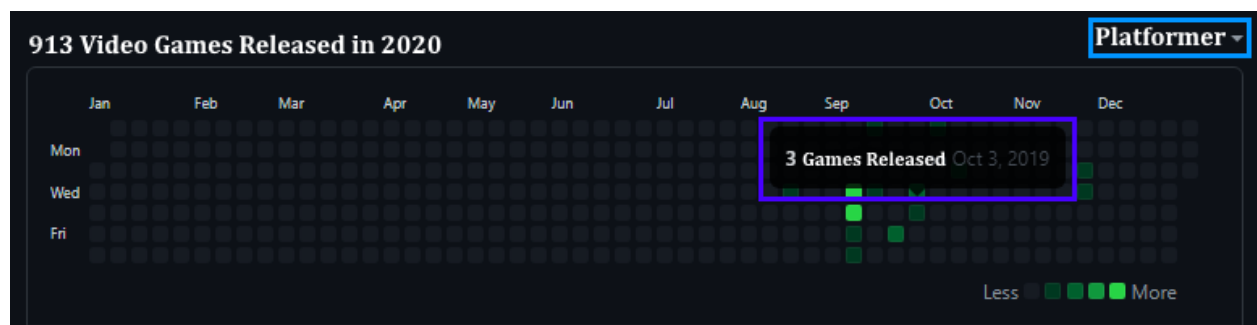 913 Video Games Released in 2020
Platformer
Jan Feb Mar Apr May Jun Jul Aug Sep Oct Nov Dec
Mon
3 Games Released Oct 3, 2019
Wed
Fri
Less More